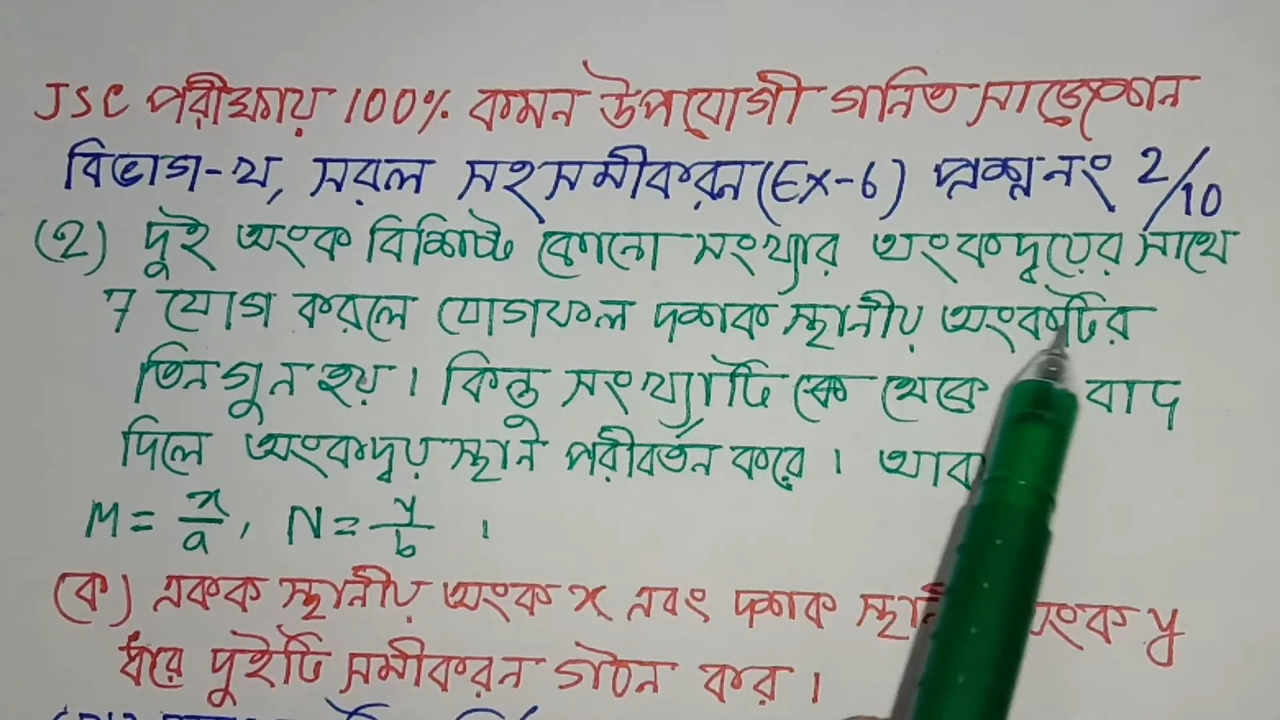 JSC পরীক্ষায় 100% কমন উপযোগী গনিত সাজেশন
বিভাগ-খ, সরল সহসমীকরন (Ex-6) প্রশ্ন নং 2/10
(2) দুই অংক বিশিষ্ট কোনো সংখ্যার অংকদ্বয়ের সাথে
7 যোগ করলে যোগফল দশক স্থানীয় অংকটির
তিনগুন হয়। কিন্তু সংখ্যাটি কে থেকে বাদ
দিলে অংকদ্বয় স্থান পরীবর্তন করে।
M = x/a, N = y/b ।
(ক) একক স্থানীয় অংক x এবং দশক অংক y
ধরে দুইটি সমীকরন গঠন কর।